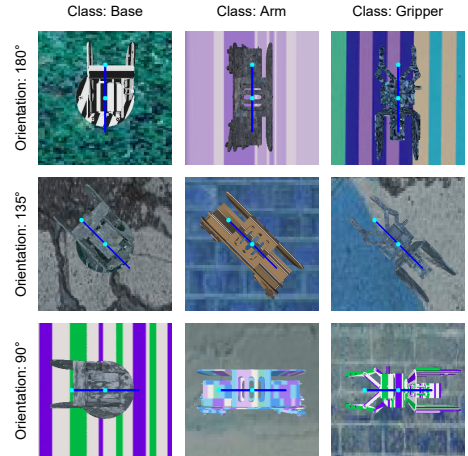 Class: Base Class: Arm Class: Gripper
Orientation: 180°
Orientation: 135°
Orientation: 90°